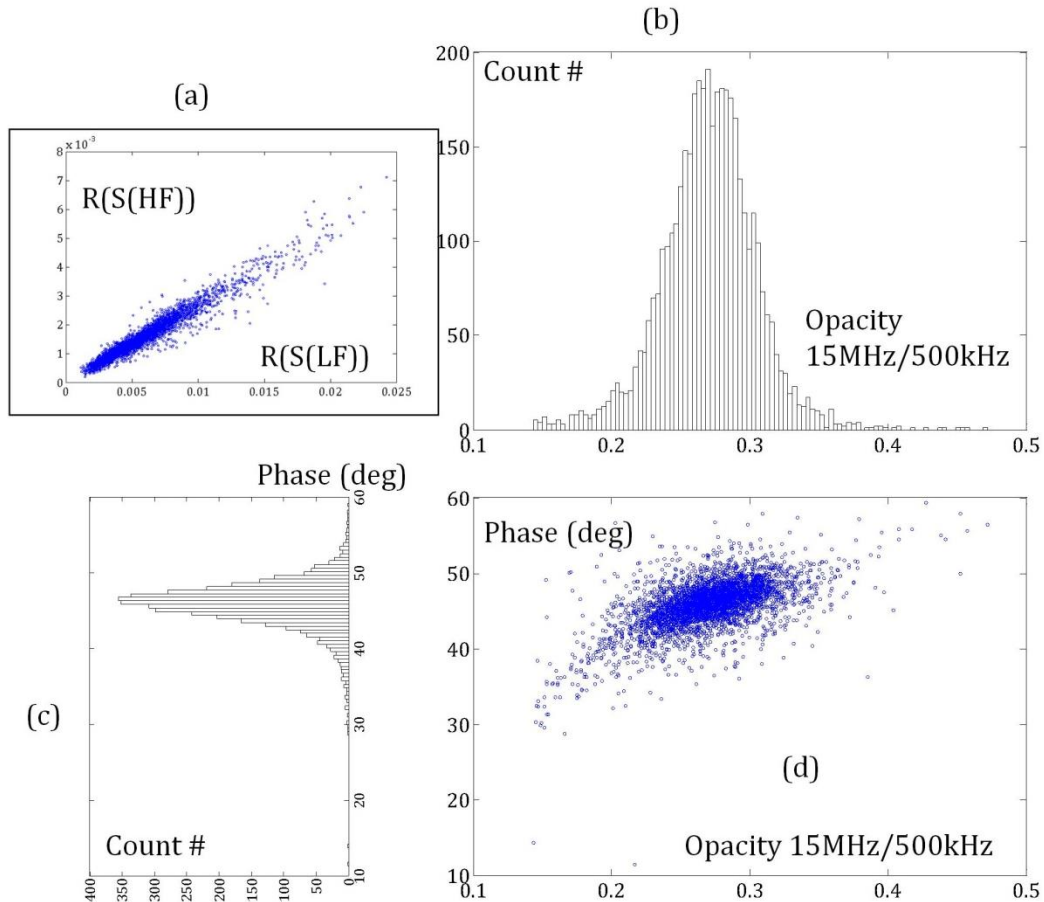 (b)
200
Count #
150
100
50
0
Opacity
15MHz/500kHz
0.1 0.2 0.3 0.4 0.5
(a)
x 10⁻³
8
7
6
5
4
3
2
1
0
R(S(HF))
R(S(LF))
0 0.005 0.01 0.015 0.02 0.025
Phase (deg)
60
50
40
30
20
10
(c)
Count #
400 350 300 250 200 150 100 50 0
60
50
40
30
20
10
Phase (deg)
(d)
Opacity 15MHz/500kHz
0.1 0.2 0.3 0.4 0.5